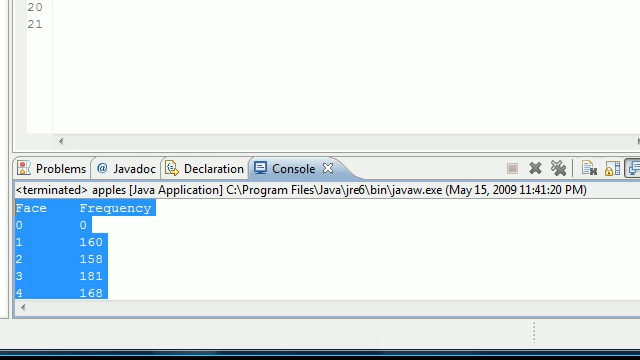 20
21
Problems @ Javadoc Declaration Console
<terminated> apples [Java Application] C:\Program Files\Java\jre6\bin\javaw.exe (May 15, 2009 11:41:20 PM)
Face Frequency
0 0
1 160
2 158
3 181
4 168